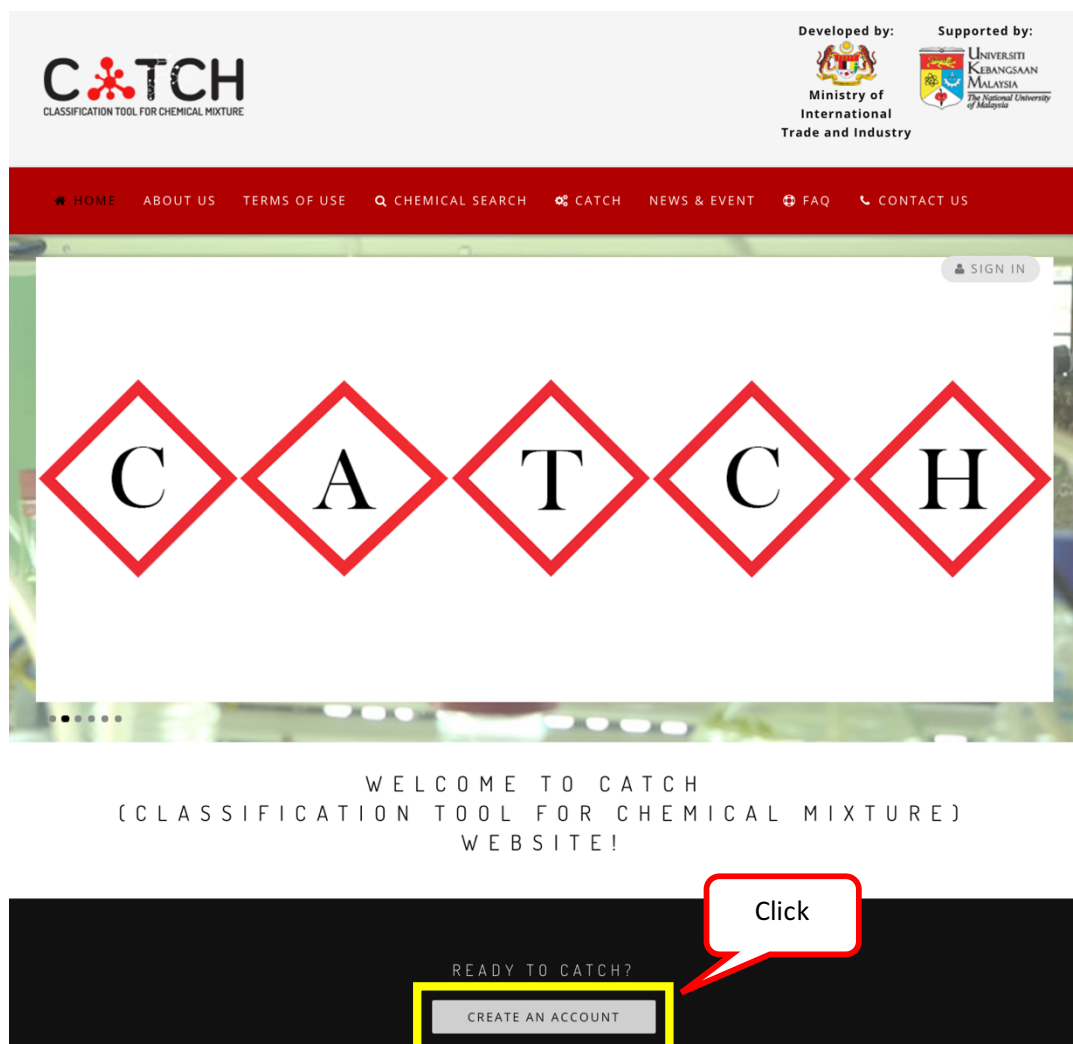 CATCH
CLASSIFICATION TOOL FOR CHEMICAL MIXTURE
Developed by:
Ministry of
International
Trade and Industry
Supported by:
UNIVERSITI
KEBANGSAAN
MALAYSIA
The National University
of Malaysia
HOME ABOUT US TERMS OF USE CHEMICAL SEARCH CATCH NEWS & EVENT FAQ CONTACT US
SIGN IN
C A T C H
WELCOME TO CATCH
(CLASSIFICATION TOOL FOR CHEMICAL MIXTURE)
WEBSITE!
Click
READY TO CATCH?
CREATE AN ACCOUNT